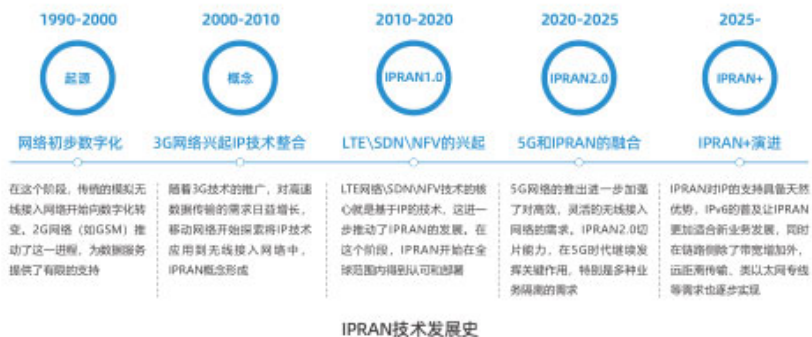 1990-2000
2000-2010
2010-2020
2020-2025
2025-
起源
概念
IPRAN1.0
IPRAN2.0
IPRAN+
网络初步数字化
3G网络兴起IP技术整合
LTE\SDN\NFV的兴起
5G和IPRAN的融合
IPRAN+演进
在这个阶段，传统的模拟无
线接入网络开始向数字化转
变。2G网络（如GSM）推
动了这一进程，为数据服务
提供了有限的支持
随着3G技术的推广，对高速
数据传输的需求日益增长，
移动网络开始探索将IP技术
应用到无线接入网络中，
IPRAN概念形成
LTE网络\SDN\NFV技术的核
心就是基于IP的技术，这进一
步推动了IPRAN的发展。在
这个阶段，IPRAN开始在全
球范围内得到认可和部署
5G网络的推出进一步加强
了对高效，灵活的无线接入
网络的需求。IPRAN2.0切
片能力，在5G时代继续发
挥关键作用，特别是多种业
务隔离的需求
IPRAN对IP的支持具备天然
优势，IPv6的普及让IPRAN
更加适合新业务发展，同时
在链路侧除了带宽增加外，
远距离传输、类以太网专线
等需求也逐步实现
IPRAN技术发展史